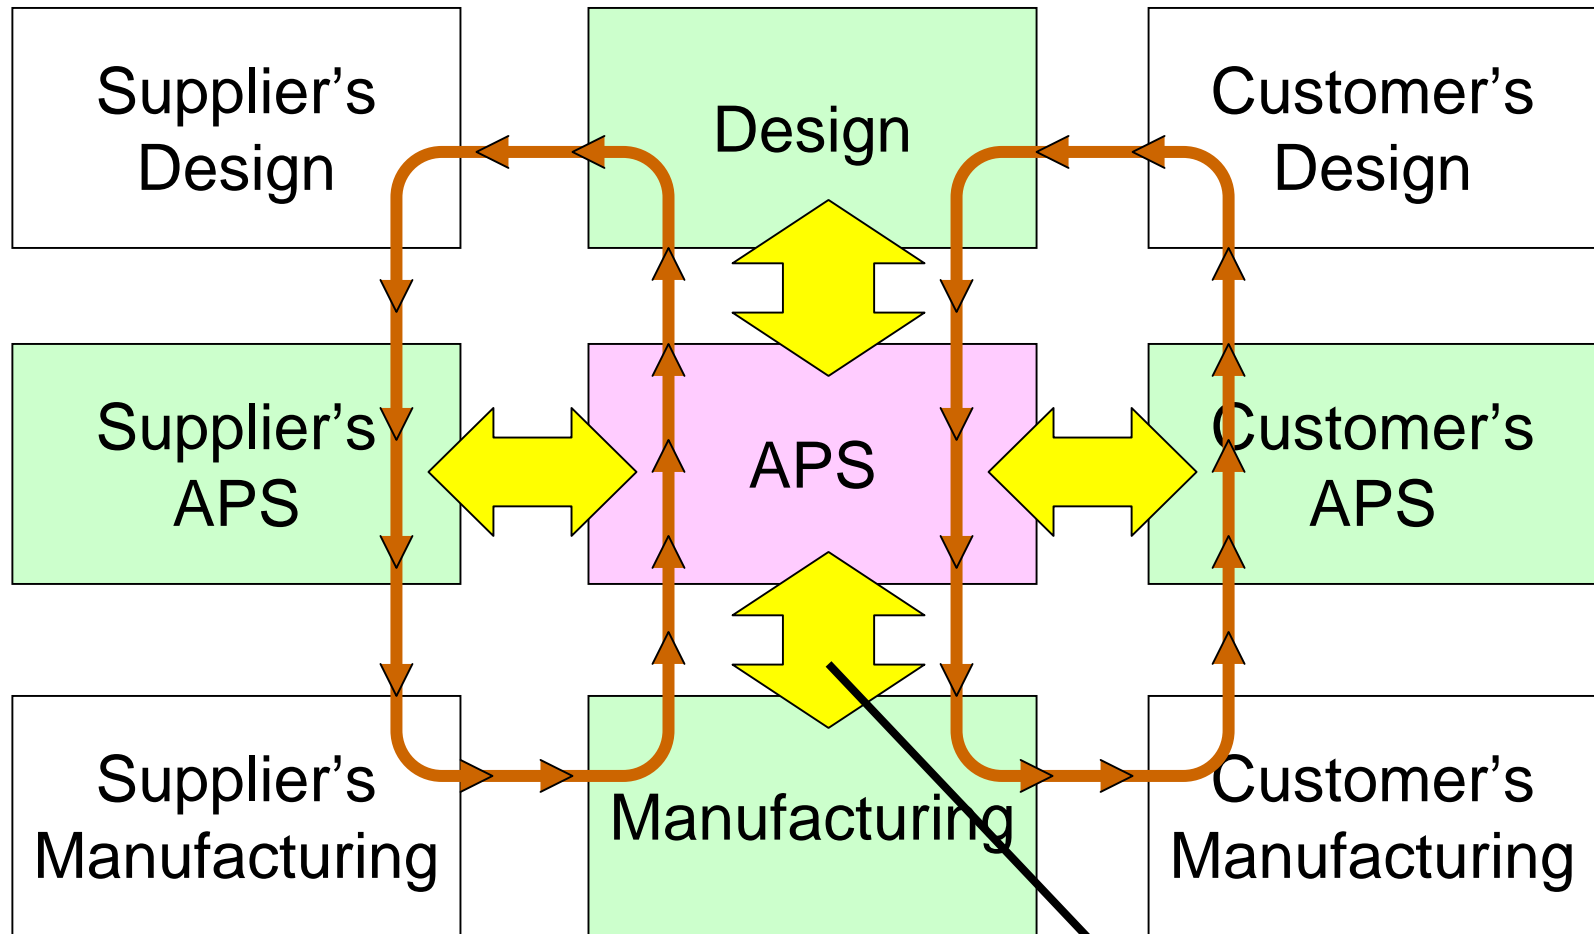 Supplier’s
Design
Design
Customer’s
Design
Supplier’s
APS
APS
Customer’s
APS
Supplier’s
Manufacturing
Manufacturing
Customer’s
Manufacturing